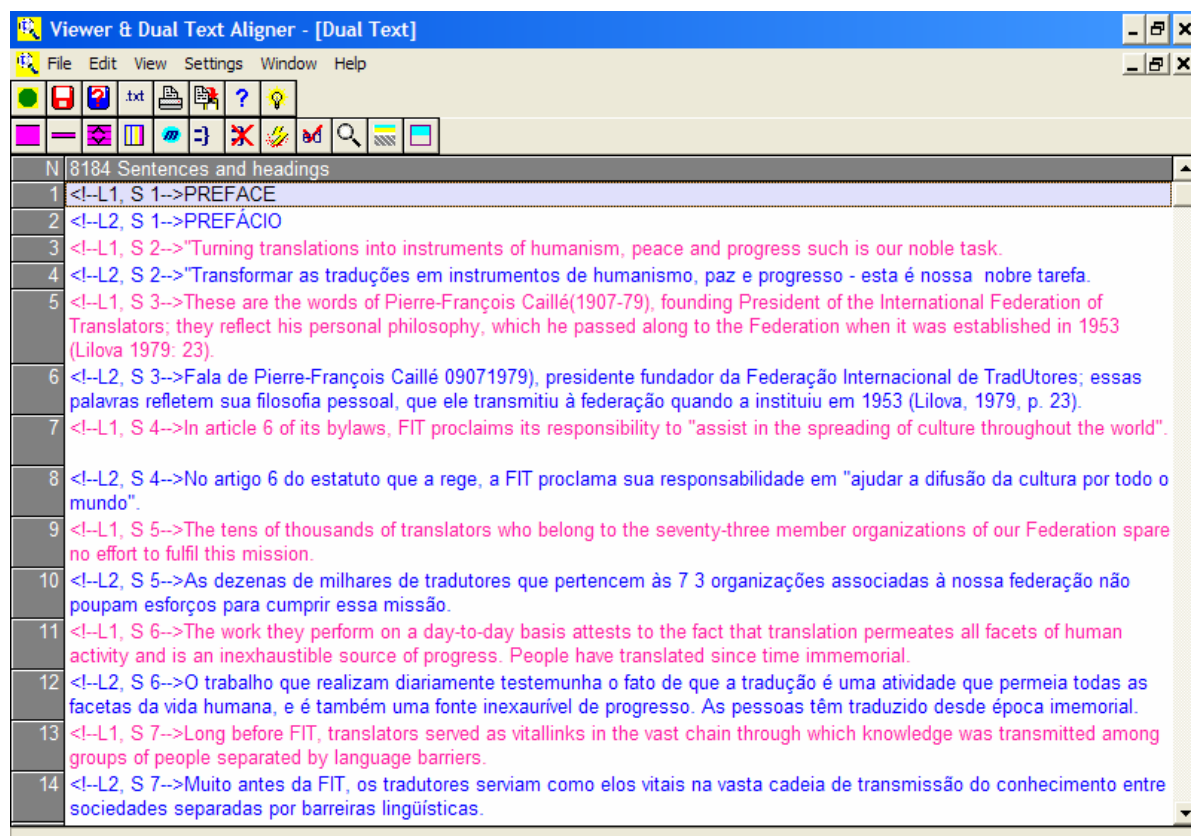 Viewer & Dual Text Aligner - [Dual Text]
File Edit View Settings Window Help
.txt
N 8184 Sentences and headings
1 <!--L1, S 1-->PREFACE
2 <!--L2, S 1-->PREFÁCIO
3 <!--L1, S 2-->"Turning translations into instruments of humanism, peace and progress such is our noble task.
4 <!--L2, S 2-->"Transformar as traduções em instrumentos de humanismo, paz e progresso - esta é nossa  nobre tarefa.
5 <!--L1, S 3-->These are the words of Pierre-François Caillé(1907-79), founding President of the International Federation of
Translators; they reflect his personal philosophy, which he passed along to the Federation when it was established in 1953
(Lilova 1979: 23).
6 <!--L2, S 3-->Fala de Pierre-François Caillé 09071979), presidente fundador da Federação Internacional de TradUtores; essas
palavras refletem sua filosofia pessoal, que ele transmitiu à federação quando a instituiu em 1953 (Lilova, 1979, p. 23).
7 <!--L1, S 4-->In article 6 of its bylaws, FIT proclaims its responsibility to "assist in the spreading of culture throughout the world".
8 <!--L2, S 4-->No artigo 6 do estatuto que a rege, a FIT proclama sua responsabilidade em "ajudar a difusão da cultura por todo o
mundo".
9 <!--L1, S 5-->The tens of thousands of translators who belong to the seventy-three member organizations of our Federation spare
no effort to fulfil this mission.
10 <!--L2, S 5-->As dezenas de milhares de tradutores que pertencem às 7 3 organizações associadas à nossa federação não
poupam esforços para cumprir essa missão.
11 <!--L1, S 6-->The work they perform on a day-to-day basis attests to the fact that translation permeates all facets of human
activity and is an inexhaustible source of progress. People have translated since time immemorial.
12 <!--L2, S 6-->O trabalho que realizam diariamente testemunha o fato de que a tradução é uma atividade que permeia todas as
facetas da vida humana, e é também uma fonte inexaurível de progresso. As pessoas têm traduzido desde época imemorial.
13 <!--L1, S 7-->Long before FIT, translators served as vitallinks in the vast chain through which knowledge was transmitted among
groups of people separated by language barriers.
14 <!--L2, S 7-->Muito antes da FIT, os tradutores serviam como elos vitais na vasta cadeia de transmissão do conhecimento entre
sociedades separadas por barreiras lingüísticas.